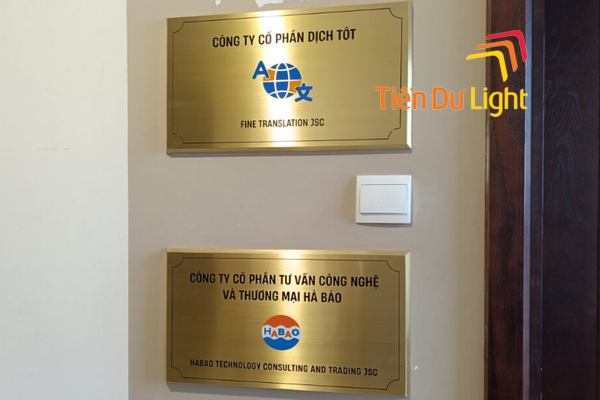 CÔNG TY CỔ PHẦN DỊCH TỐT
A
文
FINE TRANSLATION JSC
Tiến Dư Light
CÔNG TY CỔ PHẦN TƯ VẤN CÔNG NGHỆ
VÀ THƯƠNG MẠI HÀ BẢO
HABAO
HABAO TECHNOLOGY CONSULTING AND TRADING JSC